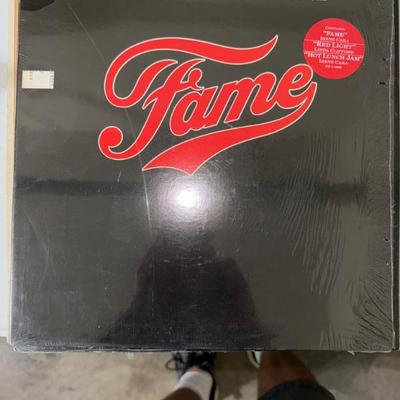 Fame
CONTAINS:
"FAME"
IRENE CARA
"RED LIGHT"
LINDA CLIFFORD
"HOT LUNCH JAM"
IRENE CARA